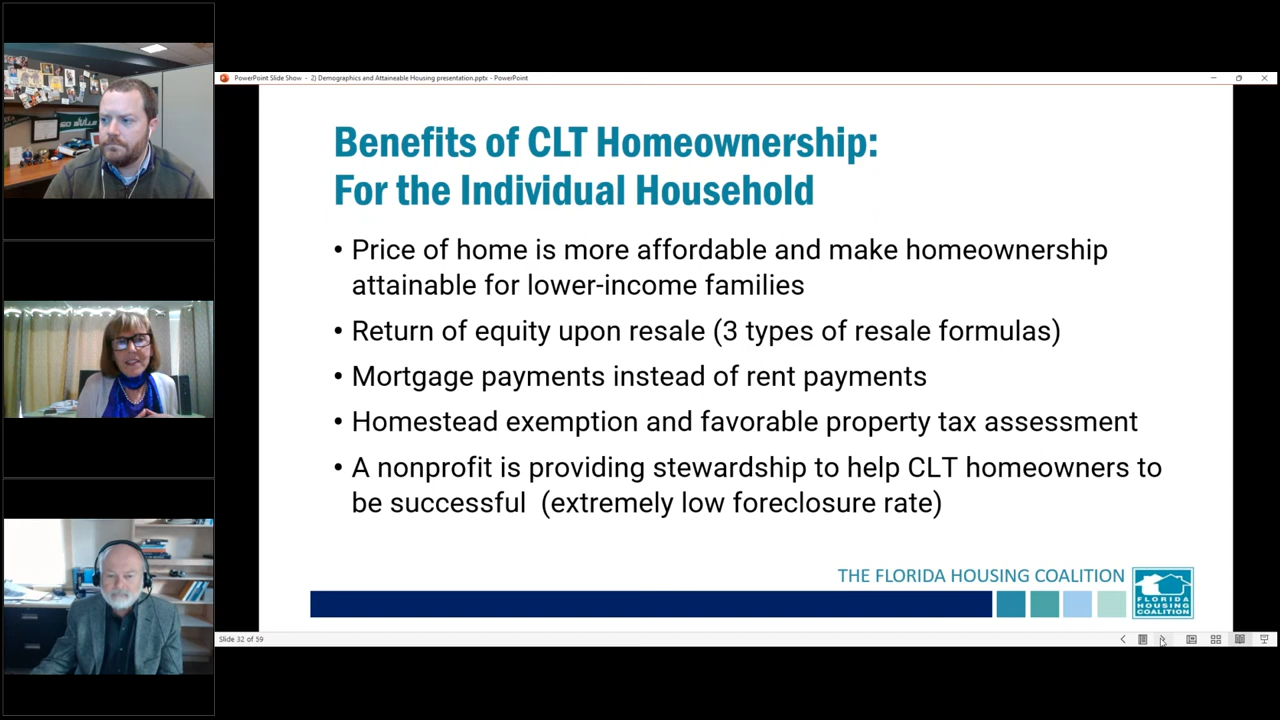 PowerPoint Slide Show - 2) Demographics and Attaineable Housing presentation.pptx - PowerPoint
GO BULLS
Benefits of CLT Homeownership:
For the Individual Household
• Price of home is more affordable and make homeownership
attainable for lower-income families
• Return of equity upon resale (3 types of resale formulas)
• Mortgage payments instead of rent payments
• Homestead exemption and favorable property tax assessment
• A nonprofit is providing stewardship to help CLT homeowners to
be successful (extremely low foreclosure rate)
THE FLORIDA HOUSING COALITION
FLORIDA
HOUSING
COALITION
Slide 32 of 59